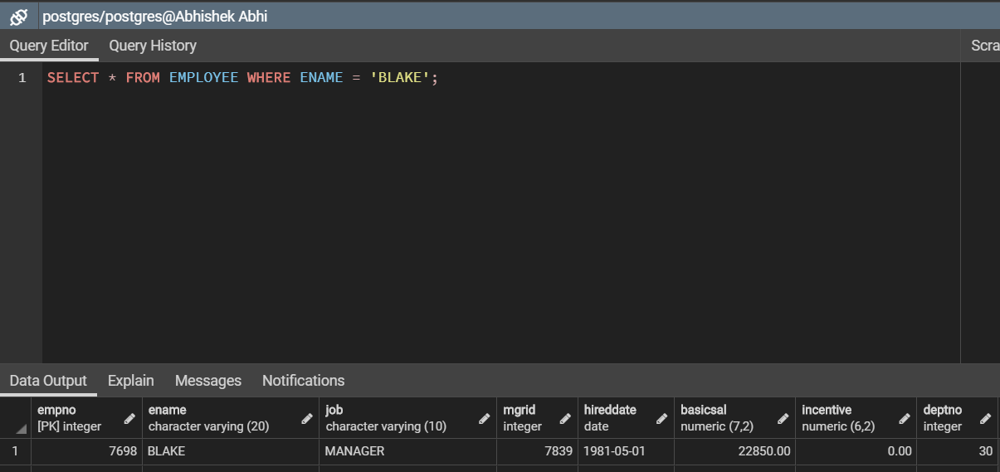 postgres/postgres@Abhishek Abhi
Query Editor Query History Scra
1 SELECT * FROM EMPLOYEE WHERE ENAME = 'BLAKE';
Data Output Explain Messages Notifications
empno ename job mgrid hireddate basicsal incentive deptno
[PK] integer character varying (20) character varying (10) integer date numeric (7,2) numeric (6,2) integer
1 7698 BLAKE MANAGER 7839 1981-05-01 22850.00 0.00 30